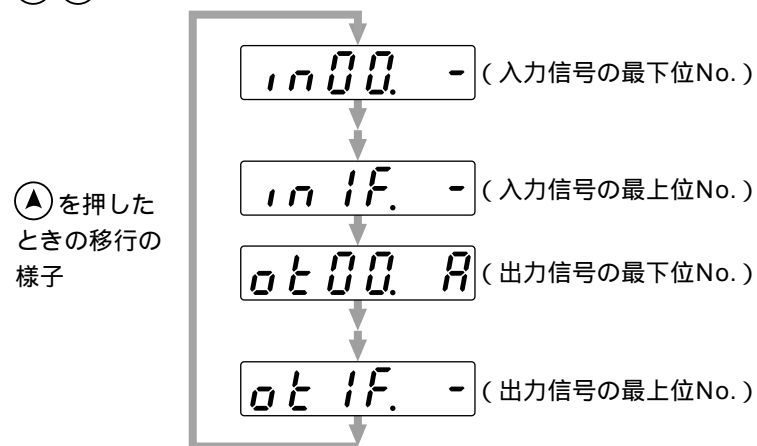 in00. -
(入力信号の最下位No.)
in1F. -
(入力信号の最上位No.)
▲を押した
ときの移行の
様子
ot00. A
(出力信号の最下位No.)
ot1F. -
(出力信号の最上位No.)